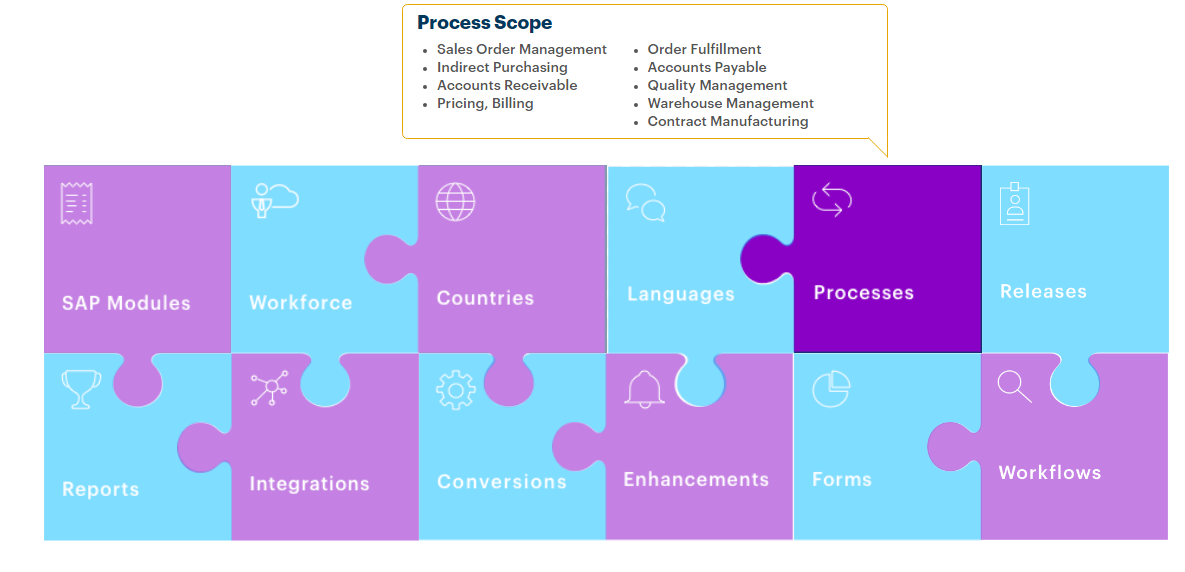 Process Scope
Sales Order Management
Indirect Purchasing
Accounts Receivable
Pricing, Billing
Order Fulfillment
Accounts Payable
Quality Management
Warehouse Management
Contract Manufacturing
SAP Modules
Workforce
Countries
Languages
Processes
Releases
Reports
Integrations
Conversions
Enhancements
Forms
Workflows